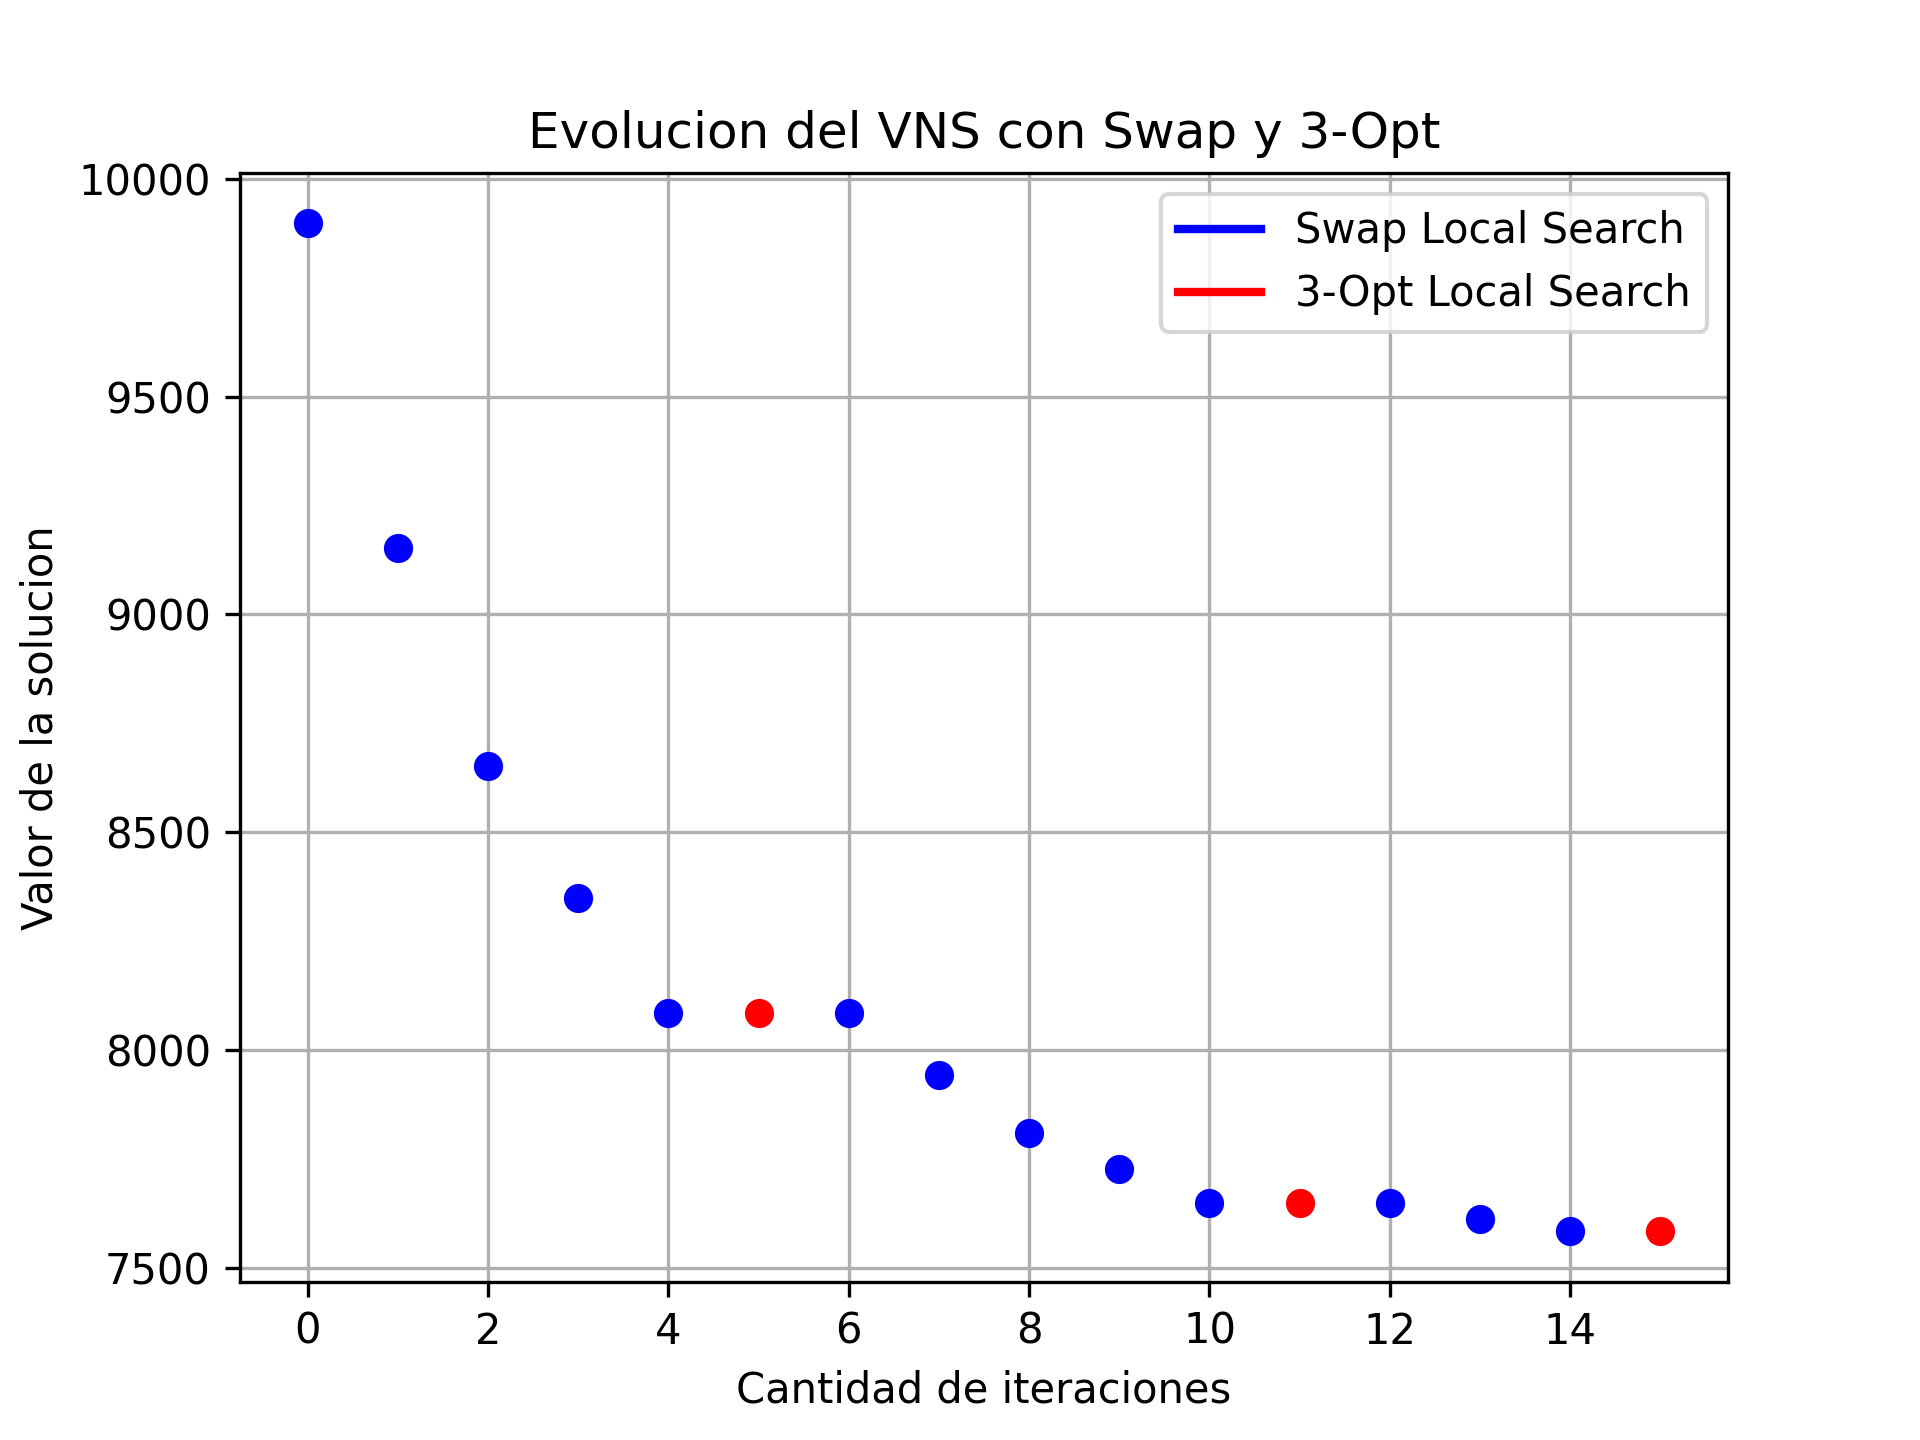 Evolucion del VNS con Swap y 3-Opt
Swap Local Search
3-Opt Local Search
Valor de la solucion
10000
9500
9000
8500
8000
7500
0 2 4 6 8 10 12 14
Cantidad de iteraciones